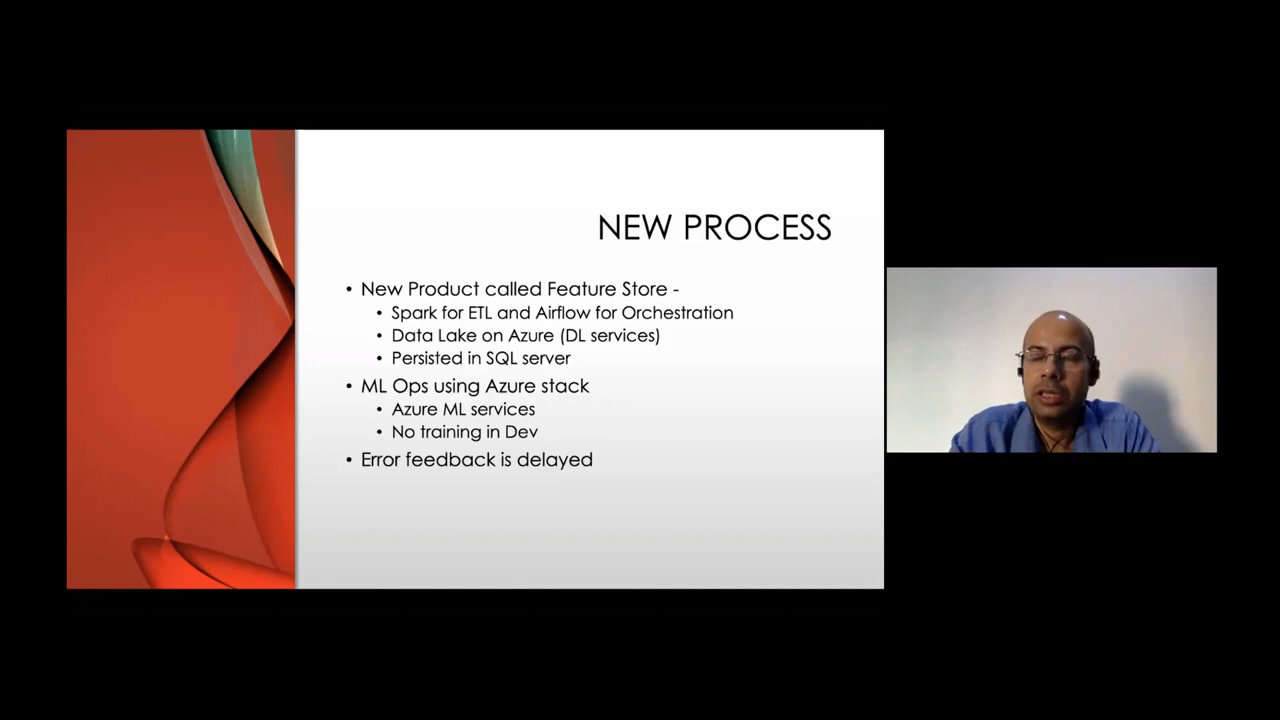 NEW PROCESS
• New Product called Feature Store -
• Spark for ETL and Airflow for Orchestration
• Data Lake on Azure (DL services)
• Persisted in SQL server
• ML Ops using Azure stack
• Azure ML services
• No training in Dev
• Error feedback is delayed